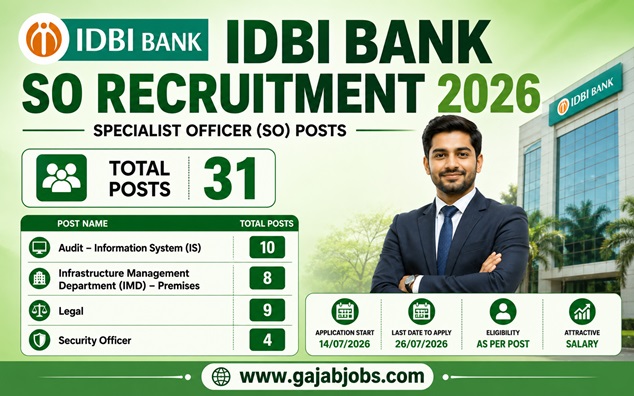 IDBI BANK
IDBI BANK
SO RECRUITMENT 2026
SPECIALIST OFFICER (SO) POSTS
IDBI BANK
TOTAL POSTS
31
POST NAME TOTAL POSTS
Audit – Information System (IS) 10
Infrastructure Management
Department (IMD) – Premises 8
Legal 9
Security Officer 4
APPLICATION START
14/07/2026
LAST DATE TO APPLY
26/07/2026
ELIGIBILITY
AS PER POST
ATTRACTIVE
SALARY
www.gajabjobs.com